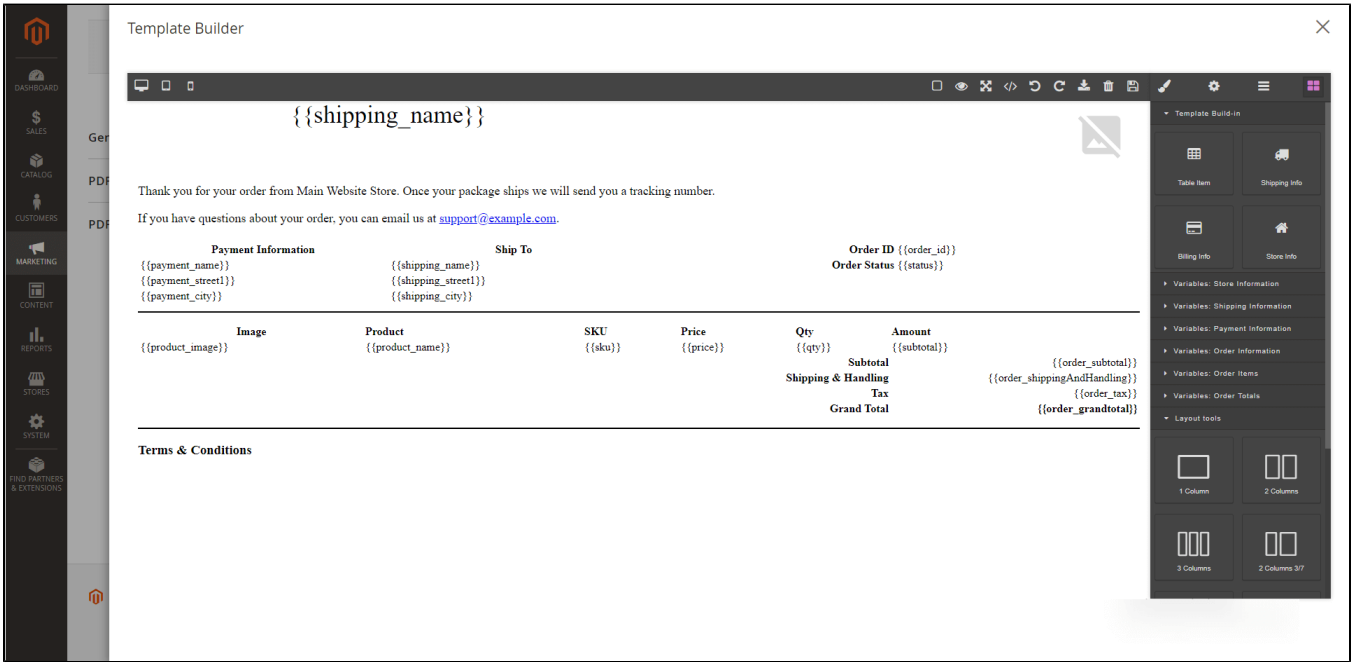 Template Builder
DASHBOARD
SALES
CATALOG
CUSTOMERS
MARKETING
CONTENT
REPORTS
STORES
SYSTEM
FIND PARTNERS
& EXTENSIONS
Ger
PDF
PDF
{{shipping_name}}
Thank you for your order from Main Website Store. Once your package ships we will send you a tracking number.
If you have questions about your order, you can email us at support@example.com.
Payment Information Ship To Order ID {{order_id}}
{{payment_name}} {{shipping_name}} Order Status {{status}}
{{payment_street1}} {{shipping_street1}}
{{payment_city}} {{shipping_city}}
Image Product SKU Price Qty Amount
{{product_image}} {{product_name}} {{sku}} {{price}} {{qty}} {{subtotal}}
Subtotal {{order_subtotal}}
Shipping & Handling {{order_shippingAndHandling}}
Tax {{order_tax}}
Grand Total {{order_grandtotal}}
Terms & Conditions
Template Build-in
Table Item Shipping Info
Billing Info Store Info
Variables: Store Information
Variables: Shipping Information
Variables: Payment Information
Variables: Order Information
Variables: Order Items
Variables: Order Totals
Layout tools
1 Column 2 Columns
3 Columns 2 Columns 3/7